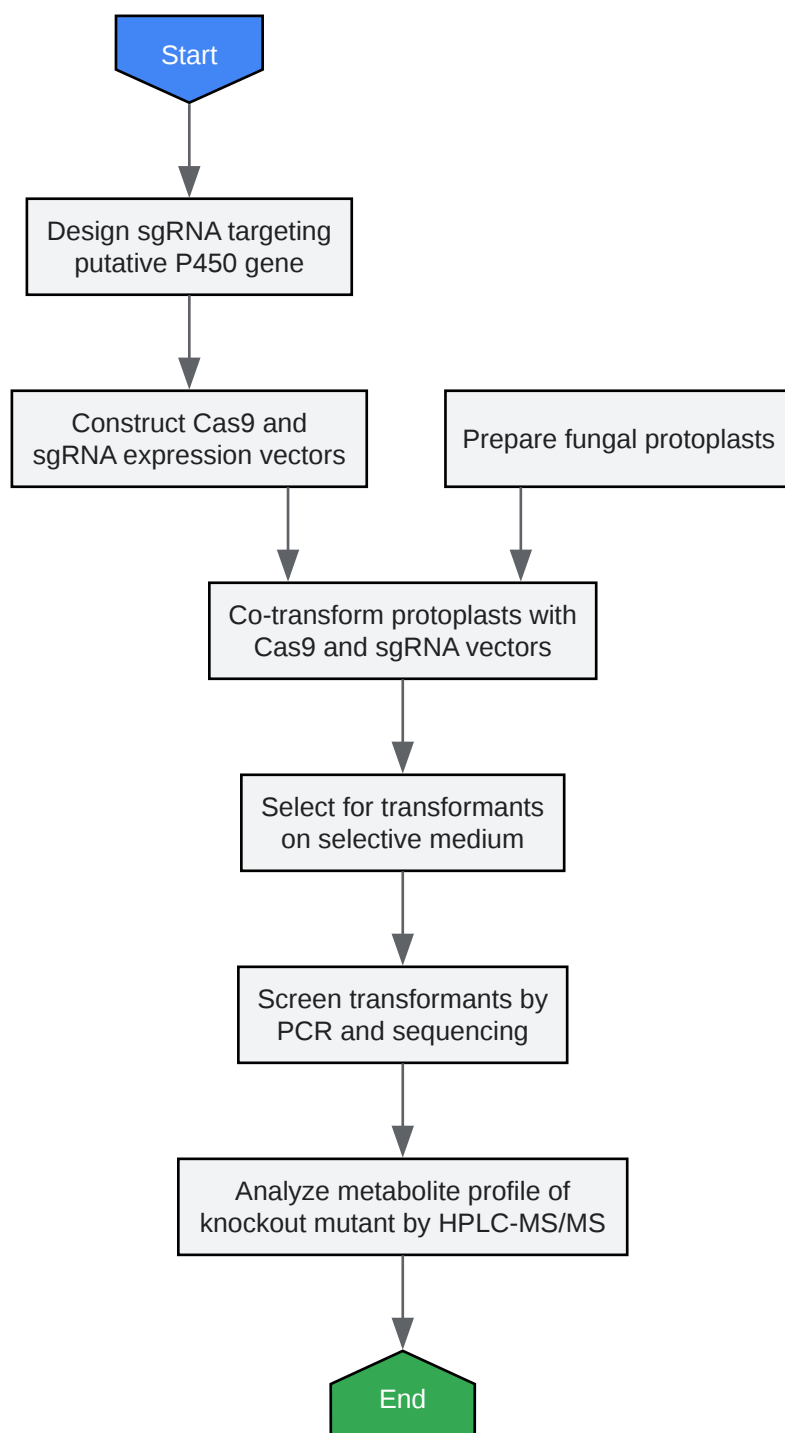 Start
Design sgRNA targeting
putative P450 gene
Construct Cas9 and
sgRNA expression vectors
Prepare fungal protoplasts
Co-transform protoplasts with
Cas9 and sgRNA vectors
Select for transformants
on selective medium
Screen transformants by
PCR and sequencing
Analyze metabolite profile of
knockout mutant by HPLC-MS/MS
End